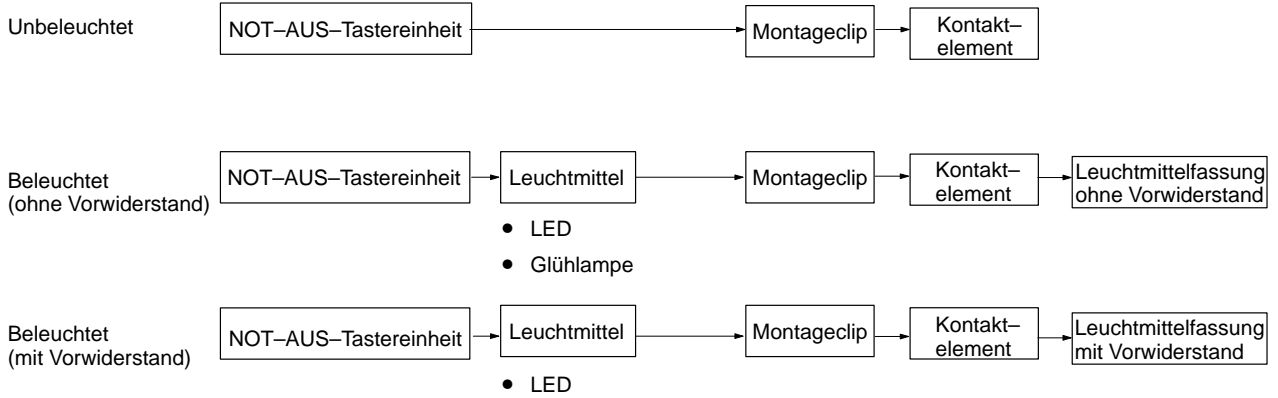 Unbeleuchtet
NOT–AUS–Tastereinheit
Montageclip
Kontakt–
element
Beleuchtet
(ohne Vorwiderstand)
NOT–AUS–Tastereinheit
Leuchtmittel
Montageclip
Kontakt–
element
Leuchtmittelfassung
ohne Vorwiderstand
● LED
● Glühlampe
Beleuchtet
(mit Vorwiderstand)
NOT–AUS–Tastereinheit
Leuchtmittel
Montageclip
Kontakt–
element
Leuchtmittelfassung
mit Vorwiderstand
● LED